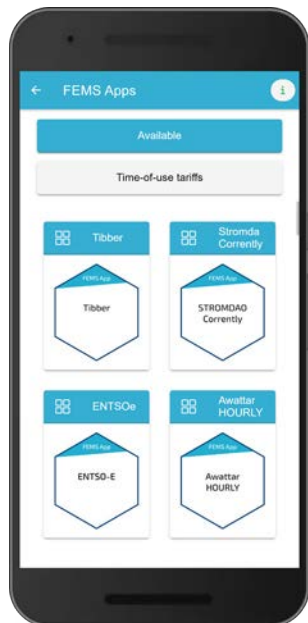 FEMS Apps
i
Available
Time-of-use tariffs
Tibber
FEMS App
Tibber
Stromda
Corrently
FEMS App
STROMDAO
Corrently
ENTSOe
FEMS App
ENTSO-E
Awattar
HOURLY
FEMS App
Awattar
HOURLY